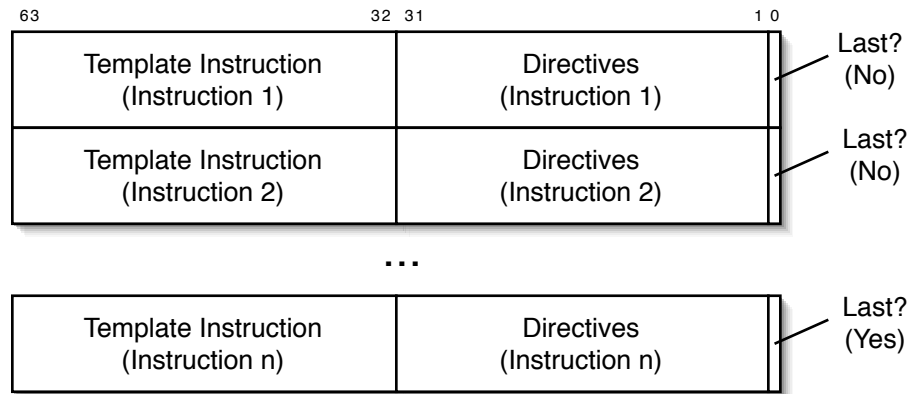 63 32 31 1 0
Template Instruction
(Instruction 1)
Directives
(Instruction 1)
Last?
(No)
Template Instruction
(Instruction 2)
Directives
(Instruction 2)
Last?
(No)
...
Template Instruction
(Instruction n)
Directives
(Instruction n)
Last?
(Yes)